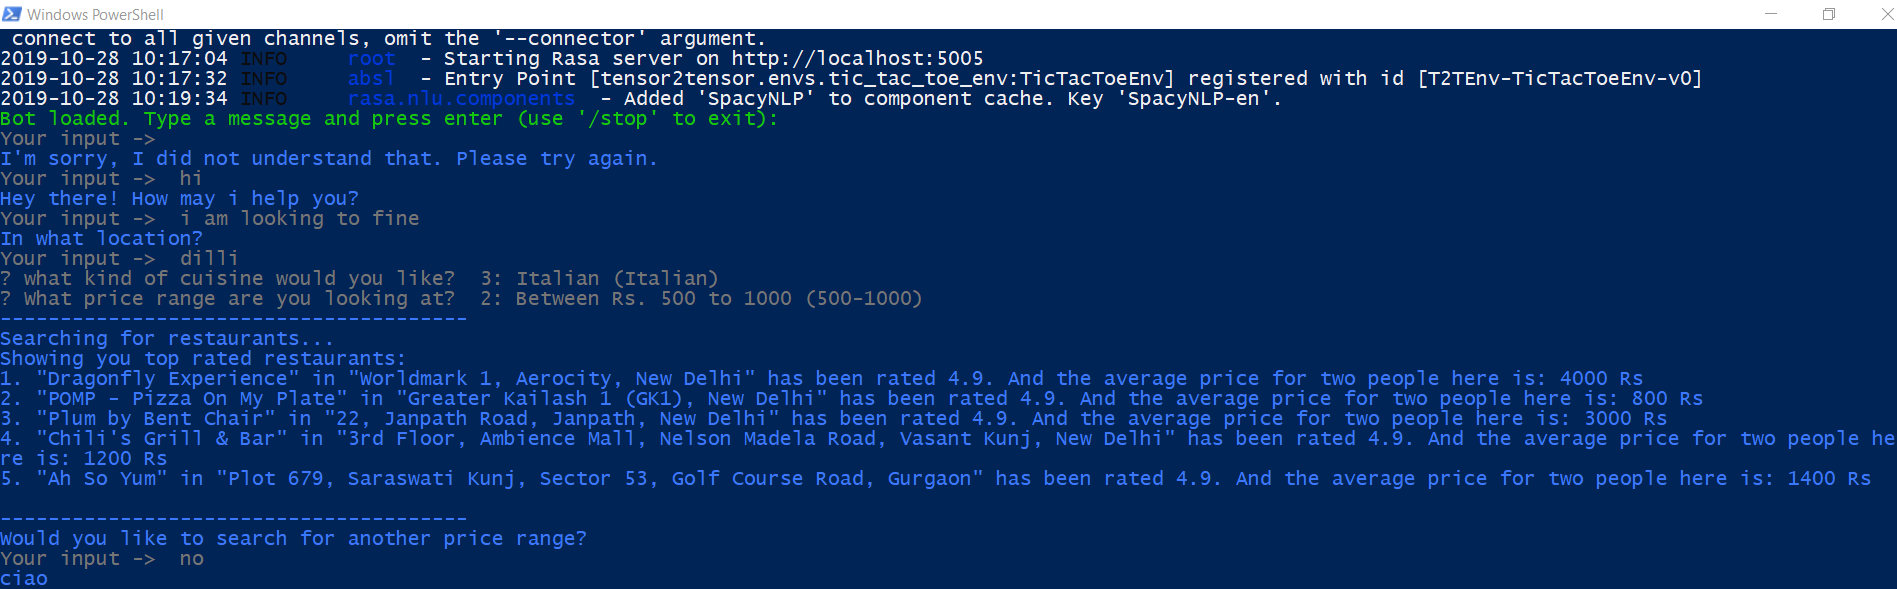 Windows PowerShell
connect to all given channels, omit the '--connector' argument.
2019-10-28 10:17:04 INFO     root  - Starting Rasa server on http://localhost:5005
2019-10-28 10:17:32 INFO     absl  - Entry Point [tensor2tensor.envs.tic_tac_toe_env:TicTacToeEnv] registered with id [T2TEnv-TicTacToeEnv-v0]
2019-10-28 10:19:34 INFO     rasa.nlu.components  - Added 'SpacyNLP' to component cache. Key 'SpacyNLP-en'.
Bot loaded. Type a message and press enter (use '/stop' to exit):
Your input ->
I'm sorry, I did not understand that. Please try again.
Your input ->  hi
Hey there! How may i help you?
Your input ->  i am looking to fine
In what location?
Your input ->  dilli
? what kind of cuisine would you like?  3: Italian (Italian)
? What price range are you looking at?  2: Between Rs. 500 to 1000 (500-1000)
---------------------------------------
Searching for restaurants...
Showing you top rated restaurants:
1. "Dragonfly Experience" in "Worldmark 1, Aerocity, New Delhi" has been rated 4.9. And the average price for two people here is: 4000 Rs
2. "POMP - Pizza On My Plate" in "Greater Kailash 1 (GK1), New Delhi" has been rated 4.9. And the average price for two people here is: 800 Rs
3. "Plum by Bent Chair" in "22, Janpath Road, Janpath, New Delhi" has been rated 4.9. And the average price for two people here is: 3000 Rs
4. "Chili's Grill & Bar" in "3rd Floor, Ambience Mall, Nelson Madela Road, Vasant Kunj, New Delhi" has been rated 4.9. And the average price for two people he
re is: 1200 Rs
5. "Ah So Yum" in "Plot 679, Saraswati Kunj, Sector 53, Golf Course Road, Gurgaon" has been rated 4.9. And the average price for two people here is: 1400 Rs
---------------------------------------
Would you like to search for another price range?
Your input ->  no
ciao